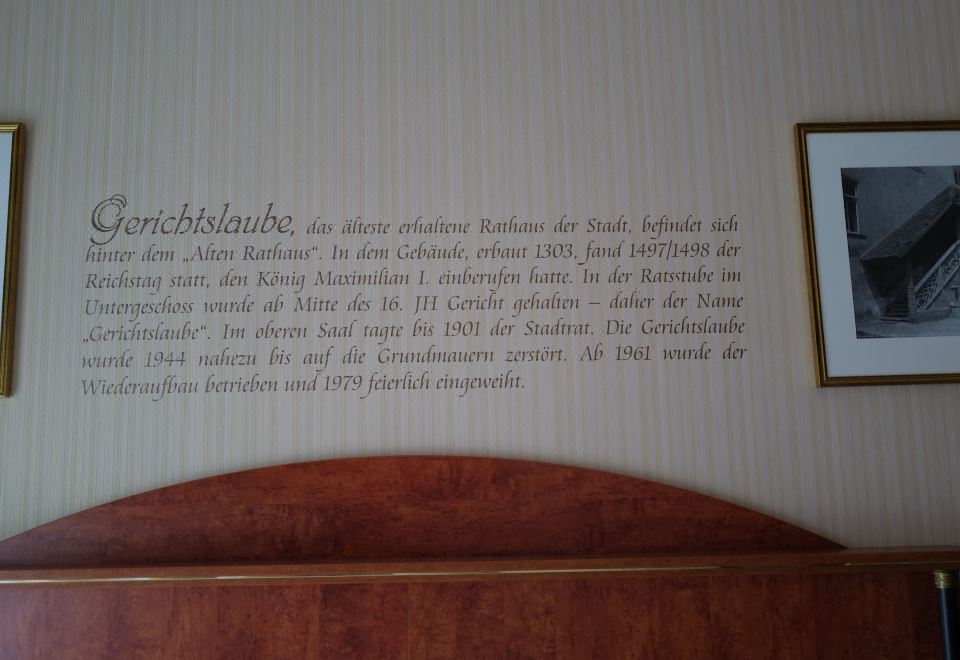 Gerichtslaube, das älteste erhaltene Rathaus der Stadt, befindet sich
hinter dem „Alten Rathaus“. In dem Gebäude, erbaut 1303, fand 1497/1498 der
Reichstag statt, den König Maximilian I. einberufen hatte. In der Ratsstube im
Untergeschoss wurde ab Mitte des 16. JH Gericht gehalten – daher der Name
„Gerichtslaube“. Im oberen Saal tagte bis 1901 der Stadtrat. Die Gerichtslaube
wurde 1944 nahezu bis auf die Grundmauern zerstört. Ab 1961 wurde der
Wiederaufbau betrieben und 1979 feierlich eingeweiht.